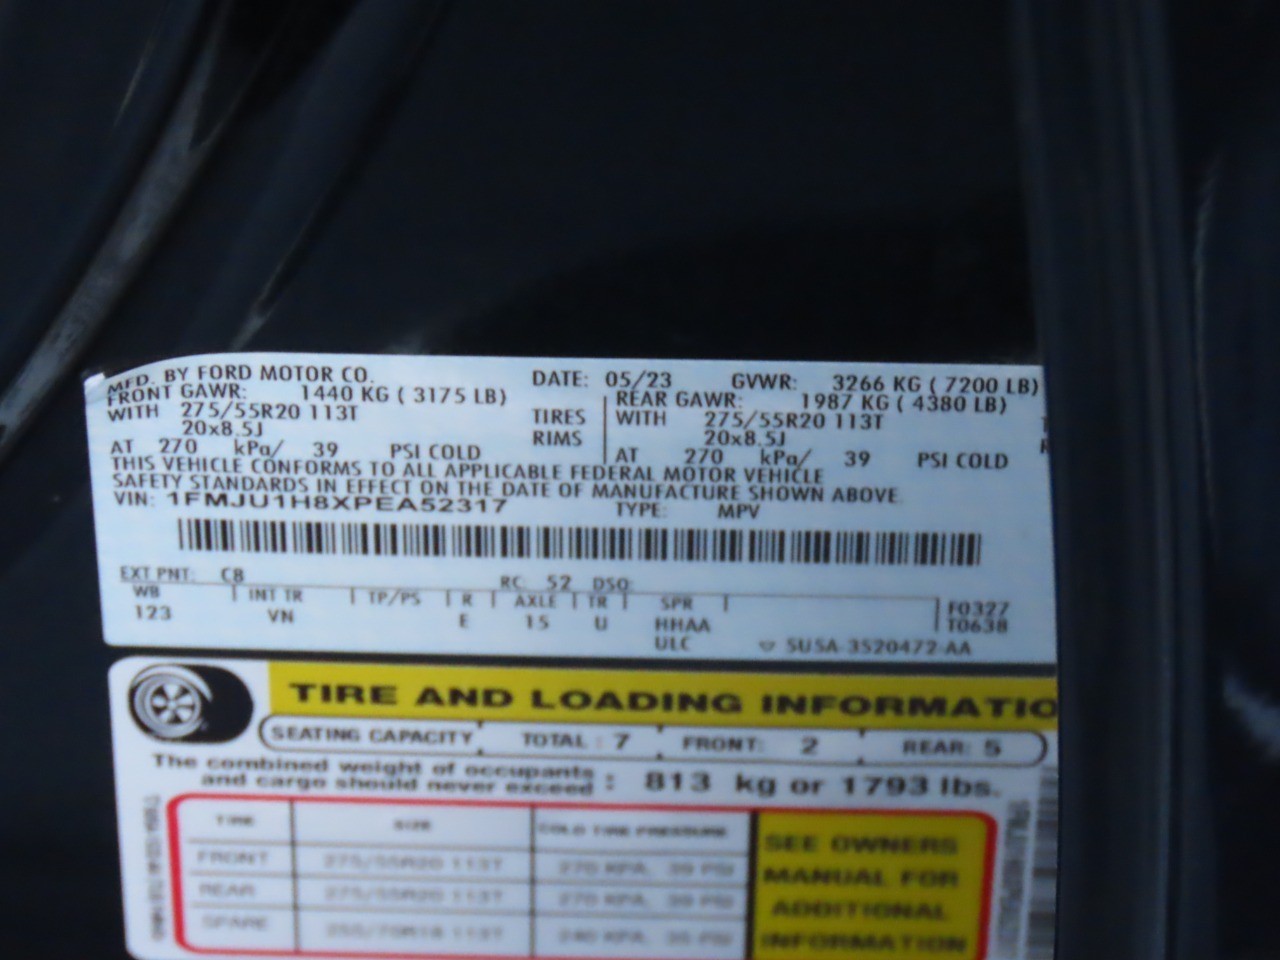 MFD. BY FORD MOTOR CO. DATE: 05/23 GVWR: 3266 KG ( 7200 LB)
FRONT GAWR: 1440 KG ( 3175 LB) REAR GAWR: 1987 KG ( 4380 LB)
WITH 275/55R20 113T TIRES WITH 275/55R20 113T
20x8.5J RIMS 20x8.5J
AT 270 kPa/ 39 PSI COLD AT 270 kPa/ 39 PSI COLD
THIS VEHICLE CONFORMS TO ALL APPLICABLE FEDERAL MOTOR VEHICLE
SAFETY STANDARDS IN EFFECT ON THE DATE OF MANUFACTURE SHOWN ABOVE.
VIN: 1FMJU1H8XPEA52317 TYPE: MPV
EXT PNT: CB RC: 52 DSO:
WB INT TR TP/PS R AXLE TR SPR F0327
123 VN E 15 U HHAA T0638
ULC 5U5A-3520472-AA
TIRE AND LOADING INFORMATIO
SEATING CAPACITY TOTAL : 7 FRONT: 2 REAR: 5
The combined weight of occupants
and cargo should never exceed : 813 kg or 1793 lbs.
TIRE SIZE COLD TIRE PRESSURE SEE OWNERS
FRONT 275/55R20 113T 270 KPA, 39 PSI MANUAL FOR
REAR 275/55R20 113T 270 KPA, 39 PSI ADDITIONAL
SPARE 113T 240 KPA, 35 PSI INFORMATION